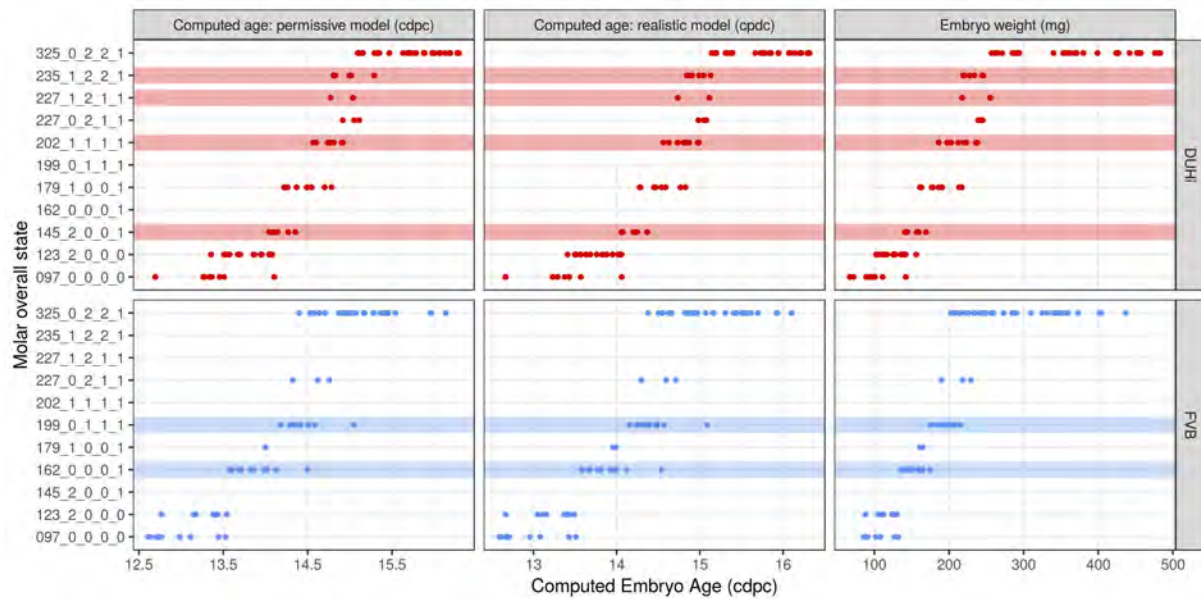 Computed age: permissive model (cdpc)
Computed age: realistic model (cpdc)
Embryo weight (mg)
Molar overall state
325_0_2_2_1
235_1_2_2_1
227_1_2_1_1
227_0_2_1_1
202_1_1_1_1
199_0_1_1_1
179_1_0_0_1
162_0_0_0_1
145_2_0_0_1
123_2_0_0_0
097_0_0_0_0
DUHi
325_0_2_2_1
235_1_2_2_1
227_1_2_1_1
227_0_2_1_1
202_1_1_1_1
199_0_1_1_1
179_1_0_0_1
162_0_0_0_1
145_2_0_0_1
123_2_0_0_0
097_0_0_0_0
FVB
12.5 13.5 14.5 15.5
13 14 15 16
100 200 300 400 500
Computed Embryo Age (cdpc)